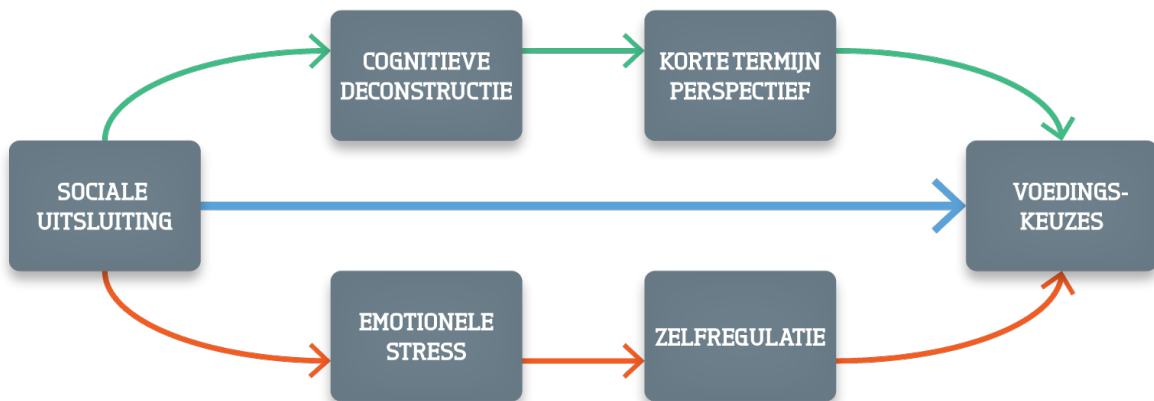 COGNITIEVE
DECONSTRUCTIE
KORTE TERMIJN
PERSPECTIEF
SOCIALE
UITSLUITING
VOEDINGS-
KEUZES
EMOTIONELE
STRESS
ZELFREGULATIE